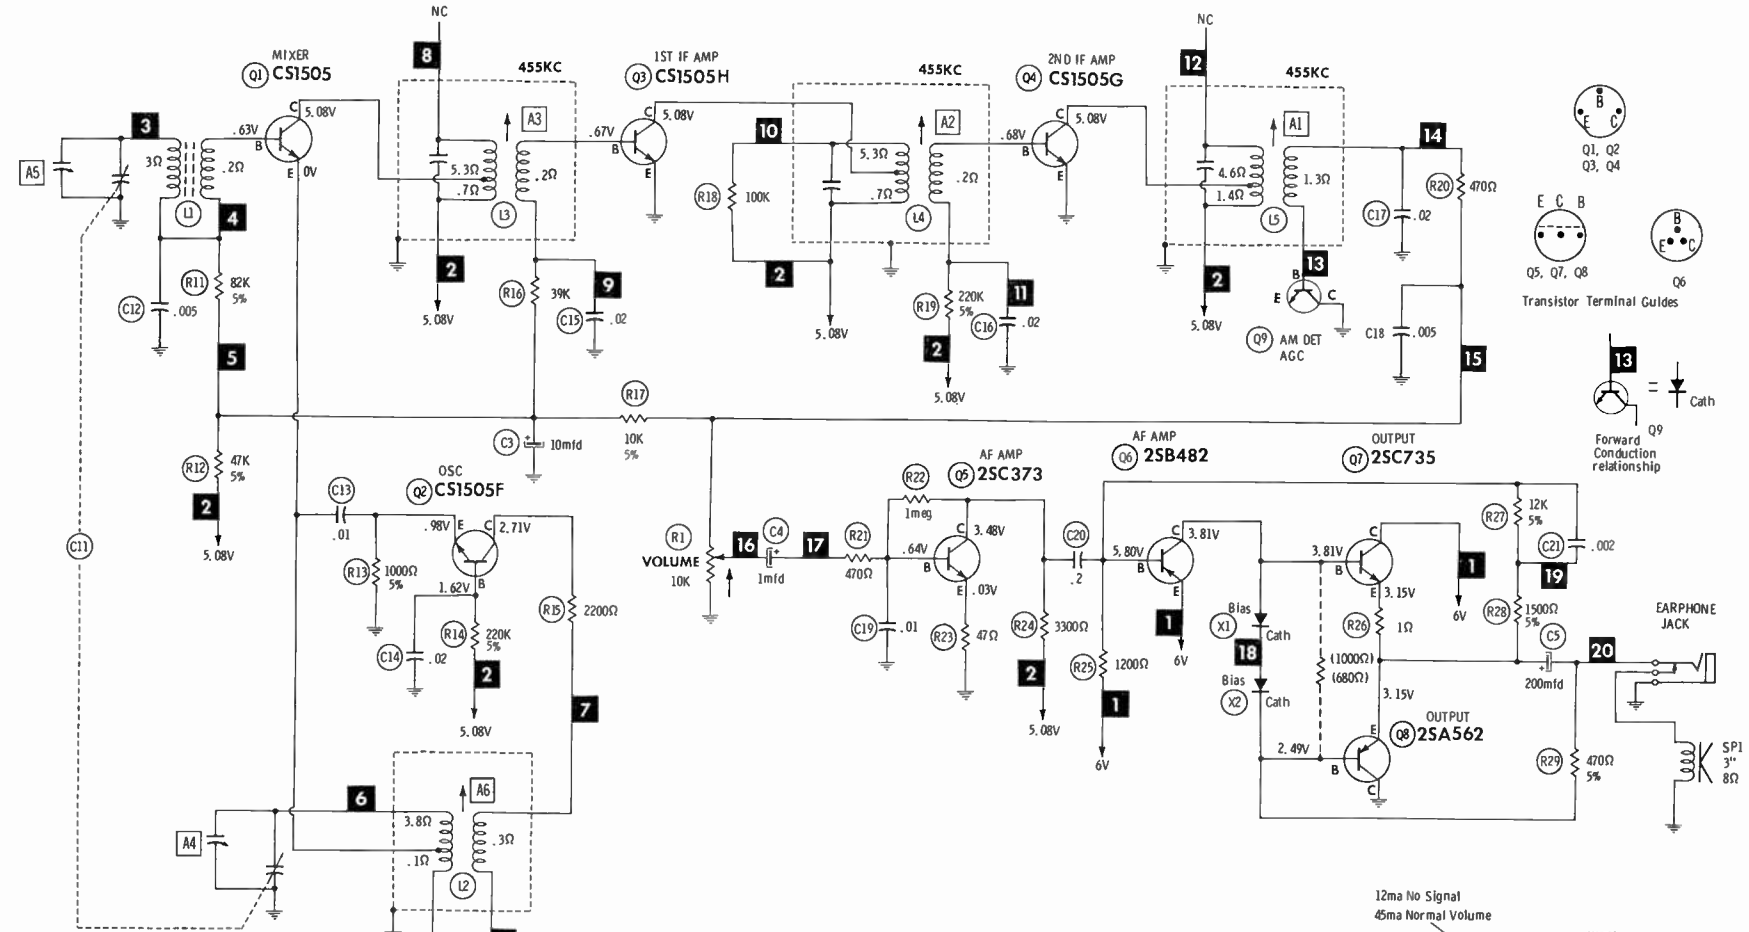 NC
8
MIXER
Q1 CS1505
455KC
1ST IF AMP
Q3 CS1505H
455KC
2ND IF AMP
Q4 CS1505G
NC
12
455KC
3
A5
3Ω
.2Ω
L1
.63V
B
C
5.08V
E
0V
A3
5.3Ω
.7Ω
.2Ω
L3
.67V
B
C
5.08V
E
10
R18
100K
A2
5.3Ω
.7Ω
.2Ω
L4
.68V
B
C
5.08V
E
A1
4.6Ω
1.4Ω
1.3Ω
L5
14
R20
470Ω
C17
.02
B
E C
Q1, Q2
Q3, Q4
E C B
Q5, Q7, Q8
B
E C
Q6
Transistor Terminal Guides
4
R11
82K
5%
C12
.005
2
5.08V
R16
39K
9
C15
.02
2
5.08V
R19
220K
5%
11
C16
.02
2
5.08V
2
5.08V
13
B
E
C
Q9
AM DET
AGC
C18
.005
15
13
=
Cath
Q9
Forward
Conduction
relationship
5
R17
10K
5%
C3
+
10mfd
R12
47K
5%
2
5.08V
C11
C13
.01
OSC
Q2 CS1505F
.98V
E
C
2.71V
B
1.62V
R13
1000Ω
5%
C14
.02
R14
220K
5%
2
5.08V
R15
2200Ω
7
R1
VOLUME
10K
16
C4
+
1mfd
17
R21
470Ω
R22
1meg
AF AMP
Q5 2SC373
.64V
B
C
3.48V
E
.03V
C19
.01
R23
47Ω
R24
3300Ω
2
5.08V
C20
.2
R25
1200Ω
1
6V
AF AMP
Q6 2SB482
5.80V
B
C
3.81V
E
1
6V
Bias
X1
Cath
18
Bias
X2
Cath
OUTPUT
Q7 2SC735
3.81V
B
C
E
3.15V
R26
1Ω
(1000Ω)
(680Ω)
3.15V
OUTPUT
Q8 2SA562
2.49V
B
E
C
1
6V
R27
12K
5%
C21
.002
19
R28
1500Ω
5%
C5
+
200mfd
20
R29
470Ω
5%
EARPHONE
JACK
SP1
3"
8Ω
6
A4
A6
3.8Ω
.1Ω
.3Ω
L2
12ma No Signal
45ma Normal Volume